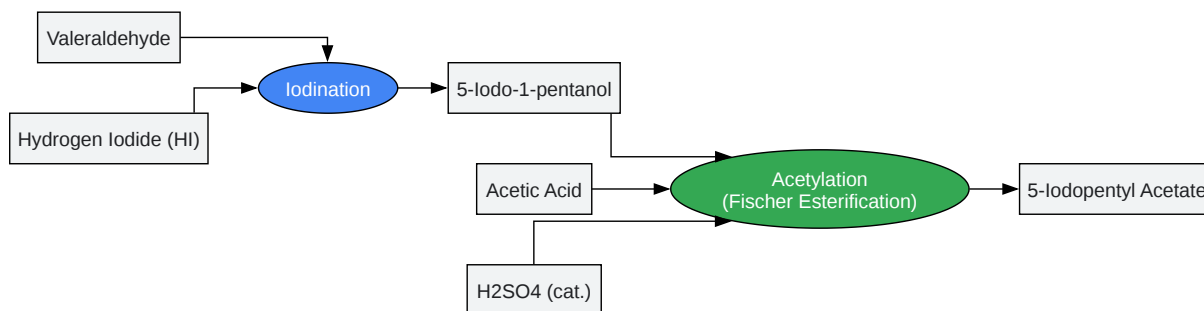 Valeraldehyde
Iodination
5-Iodo-1-pentanol
Hydrogen Iodide (HI)
Acetic Acid
Acetylation
(Fischer Esterification)
5-Iodopentyl Acetate
H2SO4 (cat.)